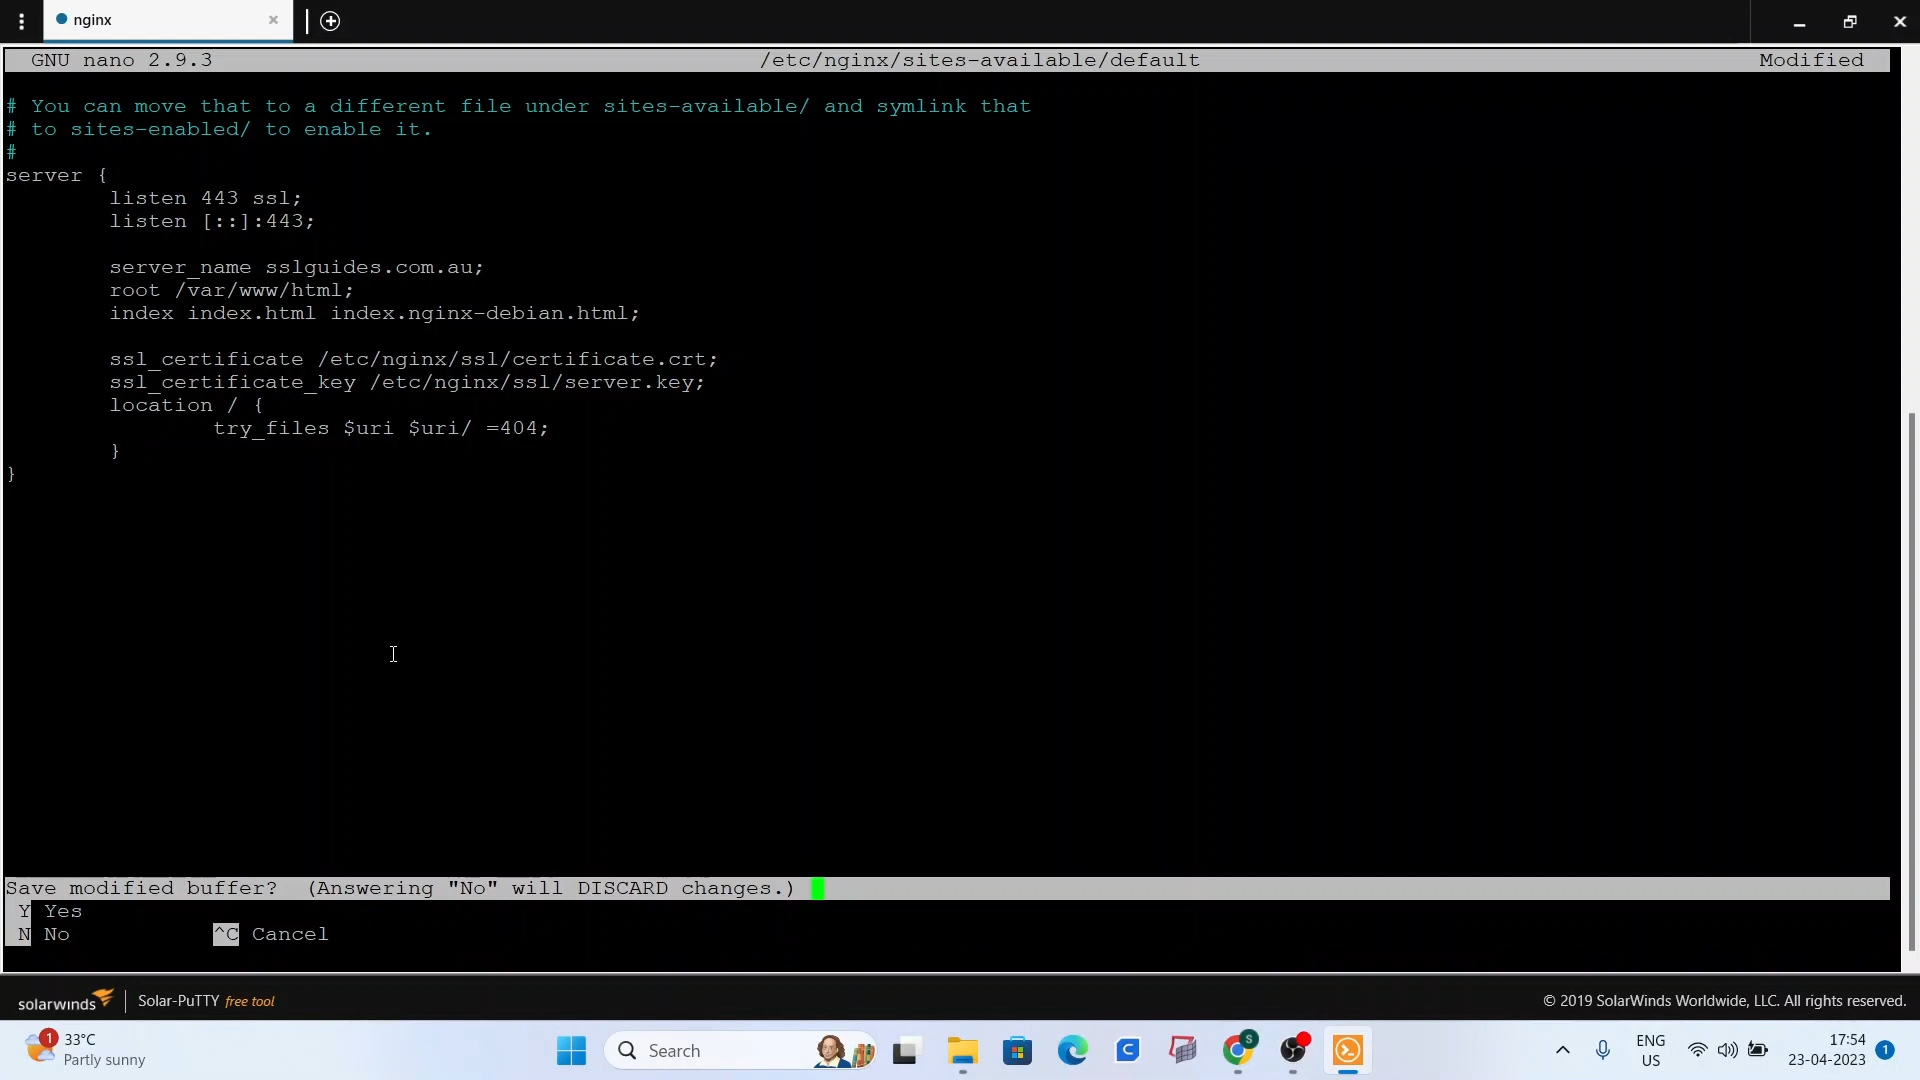 nginx
GNU nano 2.9.3 /etc/nginx/sites-available/default Modified
# You can move that to a different file under sites-available/ and symlink that
# to sites-enabled/ to enable it.
#
server {
listen 443 ssl;
listen [::]:443;
server_name sslguides.com.au;
root /var/www/html;
index index.html index.nginx-debian.html;
ssl_certificate /etc/nginx/ssl/certificate.crt;
ssl_certificate_key /etc/nginx/ssl/server.key;
location / {
try_files $uri $uri/ =404;
}
}
Save modified buffer?  (Answering "No" will DISCARD changes.)
Y Yes
N No ^C Cancel
solarwinds Solar-PuTTY free tool © 2019 SolarWinds Worldwide, LLC. All rights reserved.
1 33°C
Partly sunny
Search
C
S
ENG
US
17:54
23-04-2023
1